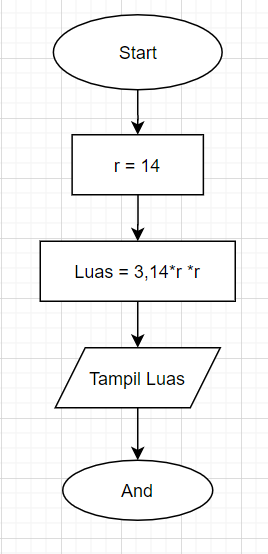 Start
r = 14
Luas = 3,14*r *r
Tampil Luas
And